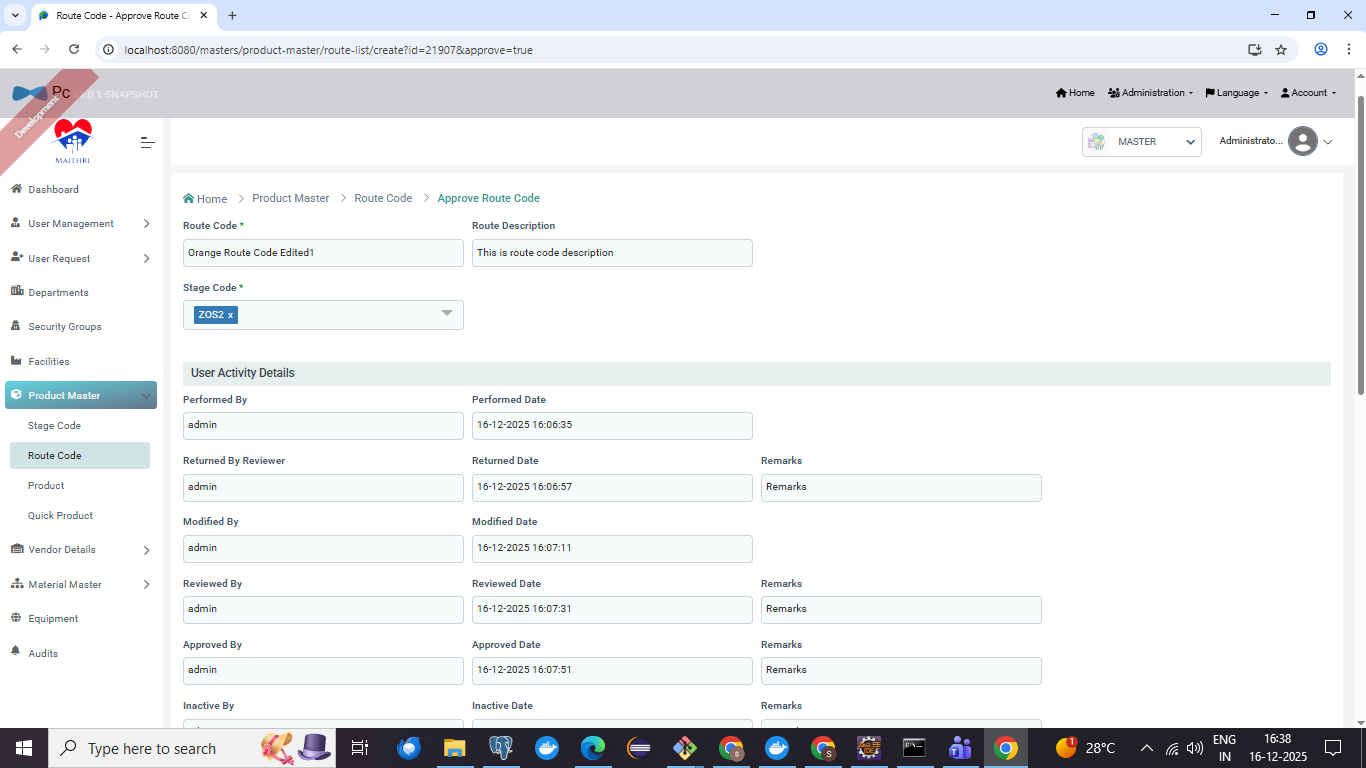 Route Code - Approve Route C
localhost:8080/masters/product-master/route-list/create?id=21907&approve=true
Pc v1.0.1-SNAPSHOT
Development
Home Administration Language Account
MAITHRI
MASTER
Administrato...
Dashboard
User Management
User Request
Departments
Security Groups
Facilities
Product Master
Stage Code
Route Code
Product
Quick Product
Vendor Details
Material Master
Equipment
Audits
Home Product Master Route Code Approve Route Code
Route Code * Route Description
Orange Route Code Edited1 This is route code description
Stage Code *
ZOS2 x
User Activity Details
Performed By Performed Date
admin 16-12-2025 16:06:35
Returned By Reviewer Returned Date Remarks
admin 16-12-2025 16:06:57 Remarks
Modified By Modified Date
admin 16-12-2025 16:07:11
Reviewed By Reviewed Date Remarks
admin 16-12-2025 16:07:31 Remarks
Approved By Approved Date Remarks
admin 16-12-2025 16:07:51 Remarks
Inactive By Inactive Date Remarks
Type here to search
1
28°C
ENG
IN
16:38
16-12-2025